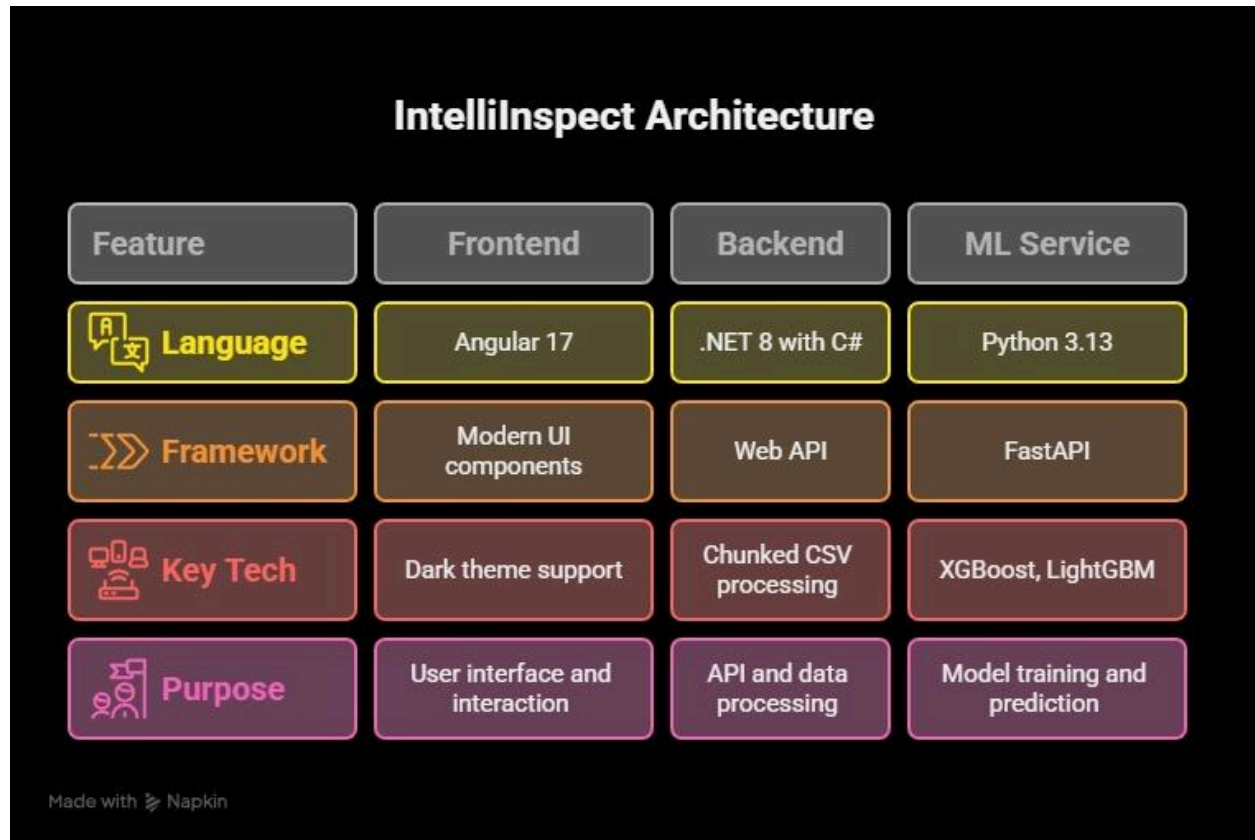 IntelliInspect Architecture
Feature
Frontend
Backend
ML Service
Language
Angular 17
.NET 8 with C#
Python 3.13
Framework
Modern UI
components
Web API
FastAPI
Key Tech
Dark theme support
Chunked CSV
processing
XGBoost, LightGBM
Purpose
User interface and
interaction
API and data
processing
Model training and
prediction
Made with Napkin